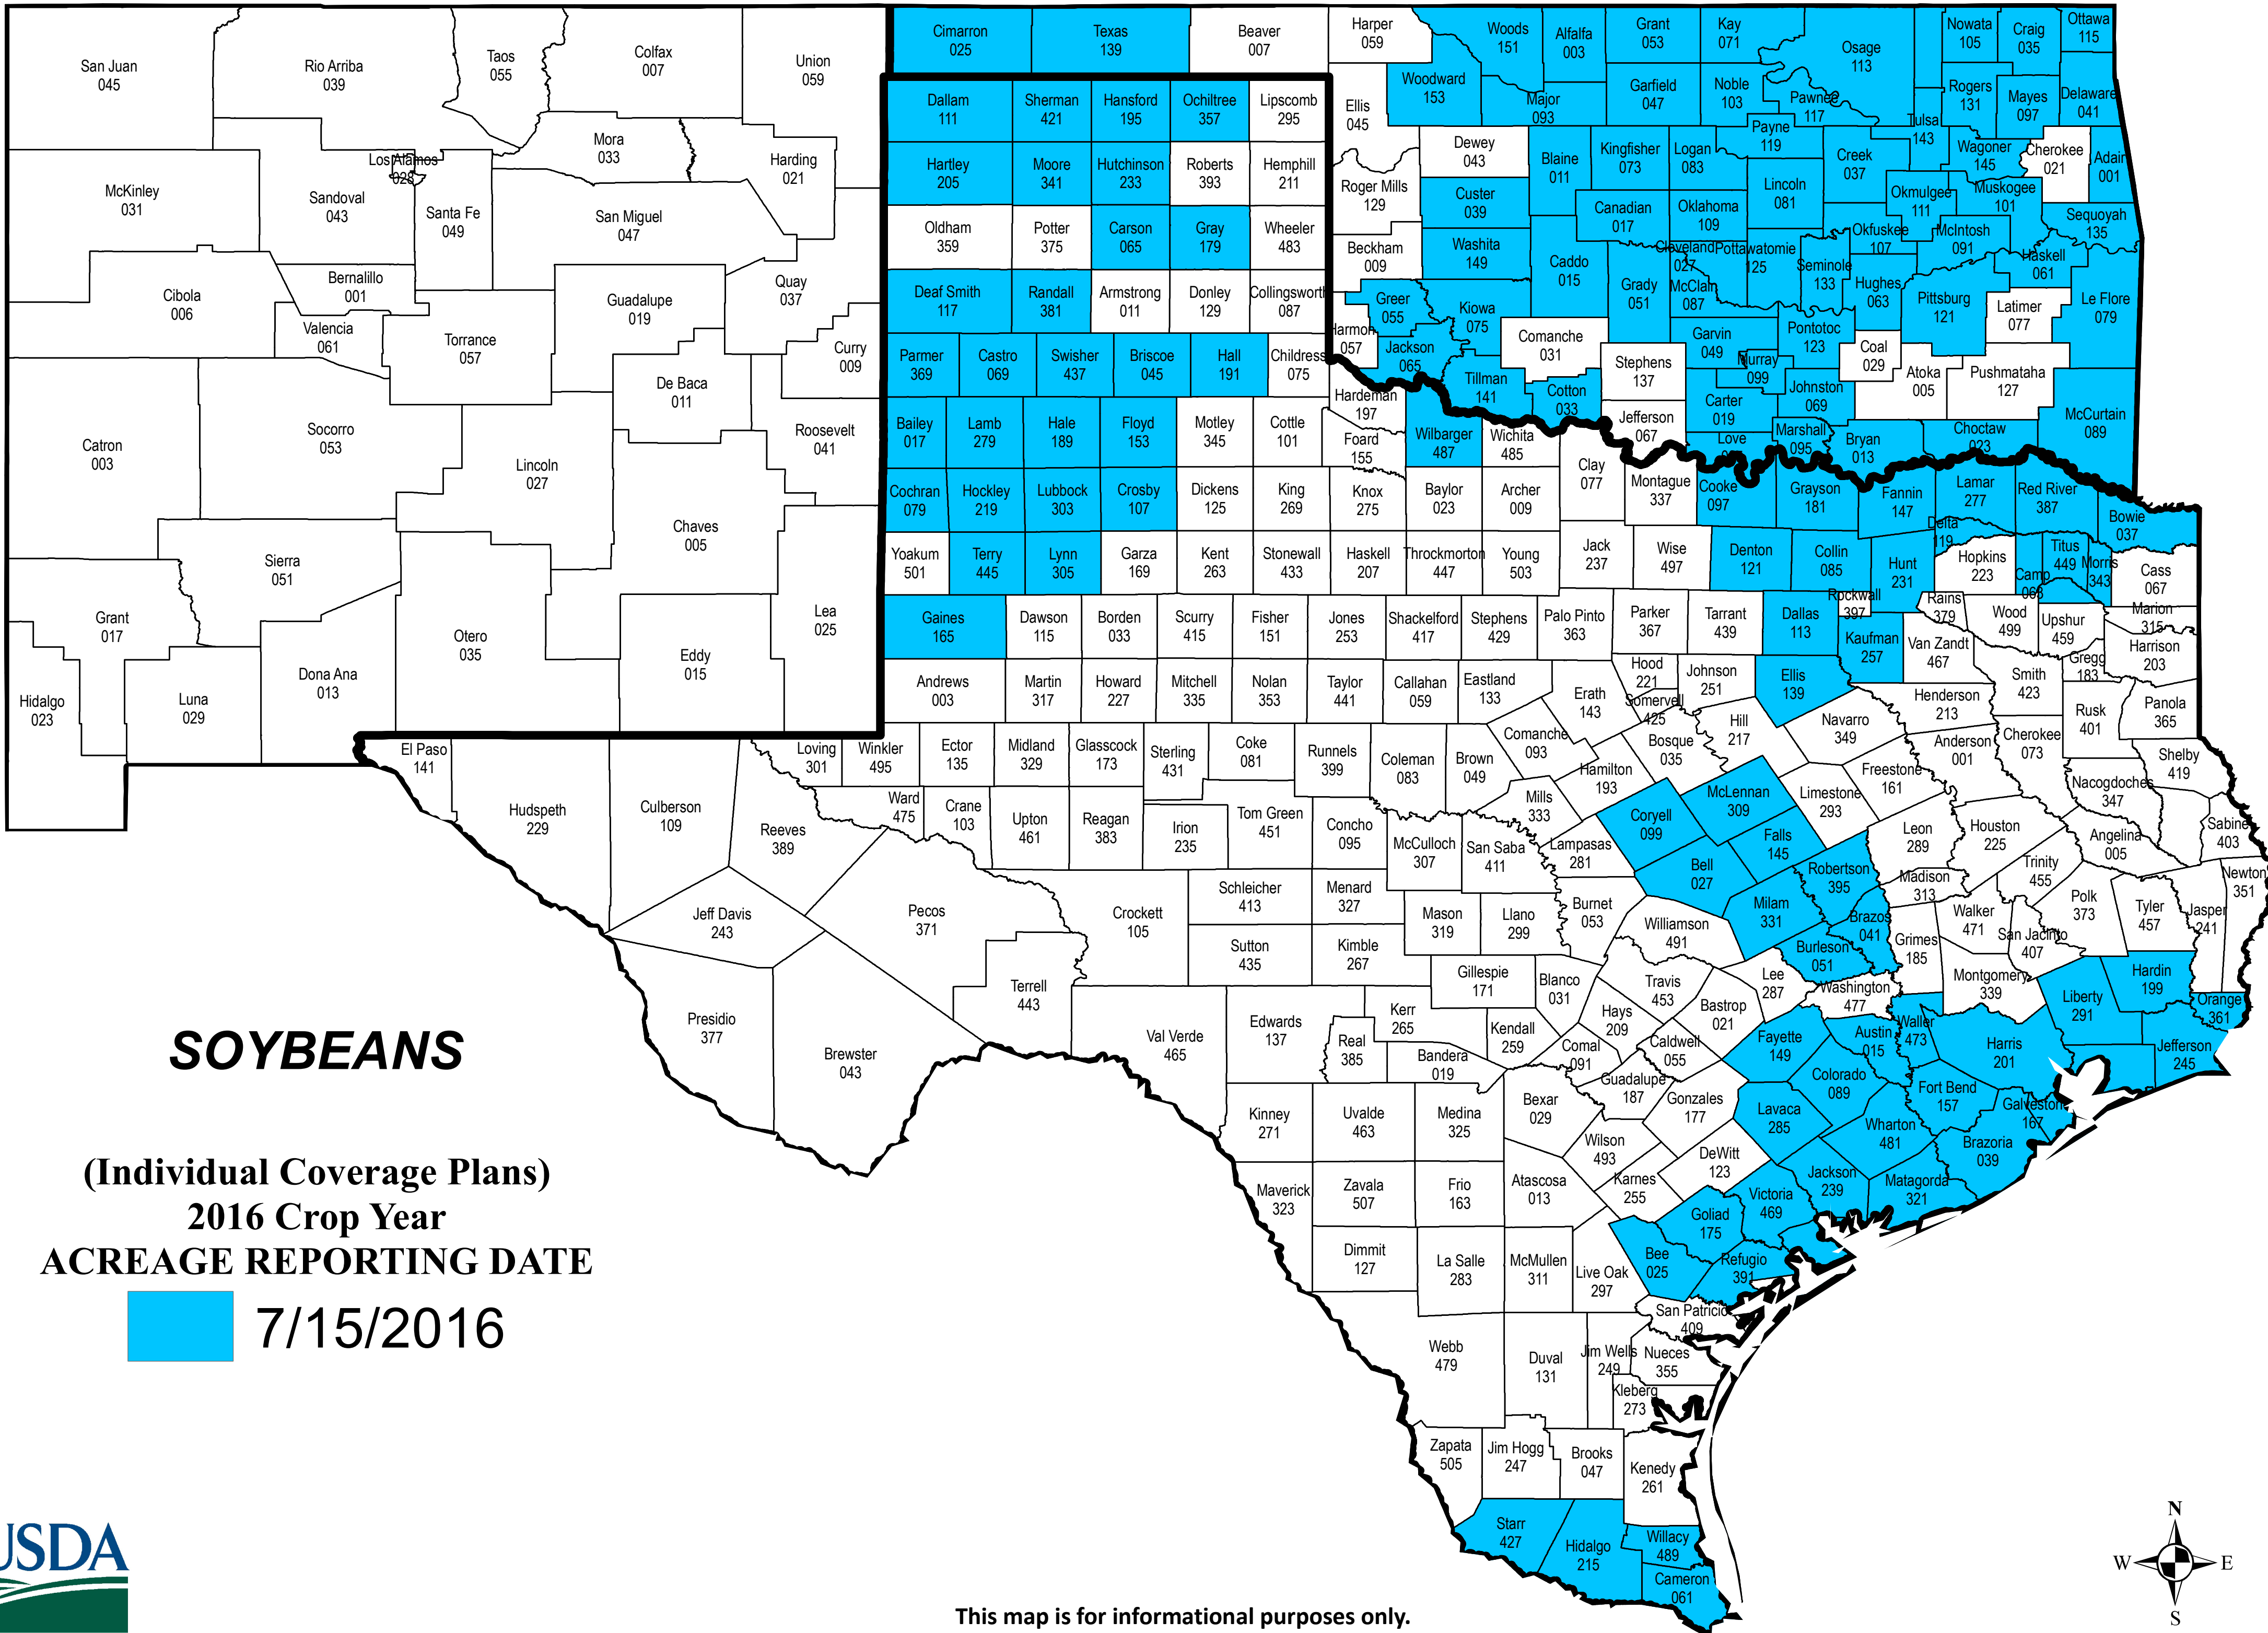 San Juan
045
Rio Arriba
039
Taos
055
Colfax
007
Union
059
Los Alamos
028
Mora
033
Harding
021
McKinley
031
Sandoval
043
Santa Fe
049
San Miguel
047
Bernalillo
001
Cibola
006
Valencia
061
Torrance
057
Guadalupe
019
Quay
037
Curry
009
De Baca
011
Roosevelt
041
Catron
003
Socorro
053
Lincoln
027
Chaves
005
Sierra
051
Grant
017
Otero
035
Lea
025
Eddy
015
Hidalgo
023
Luna
029
Dona Ana
013
Cimarron
025
Texas
139
Beaver
007
Harper
059
Woods
151
Alfalfa
003
Grant
053
Kay
071
Osage
113
Nowata
105
Craig
035
Ottawa
115
Woodward
153
Major
093
Garfield
047
Noble
103
Pawnee
117
Rogers
131
Mayes
097
Delaware
041
Ellis
045
Dewey
043
Blaine
011
Kingfisher
073
Logan
083
Payne
119
Tulsa
143
Creek
037
Wagoner
145
Cherokee
021
Adair
001
Roger Mills
129
Custer
039
Canadian
017
Oklahoma
109
Lincoln
081
Okmulgee
111
Muskogee
101
Sequoyah
135
Beckham
009
Washita
149
Caddo
015
Cleveland
027
Pottawatomie
125
Seminole
133
Okfuskee
107
McIntosh
091
Haskell
061
Greer
055
Kiowa
075
Grady
051
McClain
087
Hughes
063
Pittsburg
121
Latimer
077
Le Flore
079
Harmon
057
Jackson
065
Comanche
031
Stephens
137
Garvin
049
Murray
099
Pontotoc
123
Coal
029
Atoka
005
Pushmataha
127
Tillman
141
Cotton
033
Jefferson
067
Carter
019
Johnston
069
Love
Marshall
095
Bryan
013
Choctaw
023
McCurtain
089
Dallam
111
Sherman
421
Hansford
195
Ochiltree
357
Lipscomb
295
Hartley
205
Moore
341
Hutchinson
233
Roberts
393
Hemphill
211
Oldham
359
Potter
375
Carson
065
Gray
179
Wheeler
483
Deaf Smith
117
Randall
381
Armstrong
011
Donley
129
Collingsworth
087
Parmer
369
Castro
069
Swisher
437
Briscoe
045
Hall
191
Childress
075
Hardeman
197
Bailey
017
Lamb
279
Hale
189
Floyd
153
Motley
345
Cottle
101
Foard
155
Wilbarger
487
Wichita
485
Clay
077
Montague
337
Cooke
097
Grayson
181
Fannin
147
Lamar
277
Red River
387
Bowie
037
Cochran
079
Hockley
219
Lubbock
303
Crosby
107
Dickens
125
King
269
Knox
275
Baylor
023
Archer
009
Yoakum
501
Terry
445
Lynn
305
Garza
169
Kent
263
Stonewall
433
Haskell
207
Throckmorton
447
Young
503
Jack
237
Wise
497
Denton
121
Collin
085
Hunt
231
Delta
119
Hopkins
223
Camp
063
Titus
449
Morris
343
Cass
067
Gaines
165
Dawson
115
Borden
033
Scurry
415
Fisher
151
Jones
253
Shackelford
417
Stephens
429
Palo Pinto
363
Parker
367
Tarrant
439
Dallas
113
Rockwall
397
Kaufman
257
Rains
379
Wood
499
Upshur
459
Marion
315
Harrison
203
Gregg
183
Van Zandt
467
Smith
423
Andrews
003
Martin
317
Howard
227
Mitchell
335
Nolan
353
Taylor
441
Callahan
059
Eastland
133
Erath
143
Hood
221
Somervell
425
Johnson
251
Ellis
139
Henderson
213
Rusk
401
Panola
365
El Paso
141
Hudspeth
229
Culberson
109
Loving
301
Winkler
495
Ector
135
Midland
329
Glasscock
173
Sterling
431
Coke
081
Runnels
399
Coleman
083
Brown
049
Comanche
093
Hamilton
193
Bosque
035
Hill
217
Navarro
349
Anderson
001
Cherokee
073
Shelby
419
Nacogdoches
347
Freestone
161
Limestone
293
McLennan
309
Coryell
099
Mills
333
Reeves
389
Ward
475
Crane
103
Upton
461
Reagan
383
Irion
235
Tom Green
451
Concho
095
McCulloch
307
San Saba
411
Lampasas
281
Bell
027
Falls
145
Robertson
395
Leon
289
Houston
225
Angelina
005
Sabine
403
Trinity
455
Madison
313
Newton
351
Jeff Davis
243
Pecos
371
Crockett
105
Schleicher
413
Menard
327
Mason
319
Llano
299
Burnet
053
Williamson
491
Milam
331
Brazos
041
Burleson
051
Grimes
185
Walker
471
San Jacinto
407
Polk
373
Tyler
457
Jasper
241
Sutton
435
Kimble
267
Gillespie
171
Blanco
031
Travis
453
Lee
287
Washington
477
Montgomery
339
Hardin
199
Liberty
291
Orange
361
Presidio
377
Brewster
043
Terrell
443
Val Verde
465
Edwards
137
Kerr
265
Real
385
Bandera
019
Kendall
259
Hays
209
Comal
091
Caldwell
055
Bastrop
021
Fayette
149
Austin
015
Waller
473
Harris
201
Jefferson
245
Kinney
271
Uvalde
463
Medina
325
Bexar
029
Guadalupe
187
Gonzales
177
Lavaca
285
Colorado
089
Fort Bend
157
Galveston
167
Wharton
481
Brazoria
039
Maverick
323
Zavala
507
Frio
163
Atascosa
013
Wilson
493
Karnes
255
DeWitt
123
Jackson
239
Matagorda
321
Victoria
469
Goliad
175
Dimmit
127
La Salle
283
McMullen
311
Live Oak
297
Bee
025
Refugio
391
San Patricio
409
Webb
479
Duval
131
Jim Wells
249
Nueces
355
Kleberg
273
Zapata
505
Jim Hogg
247
Brooks
047
Kenedy
261
Starr
427
Hidalgo
215
Willacy
489
Cameron
061
SOYBEANS
(Individual Coverage Plans)
2016 Crop Year
ACREAGE REPORTING DATE
7/15/2016
USDA
This map is for informational purposes only.
N
W
E
S